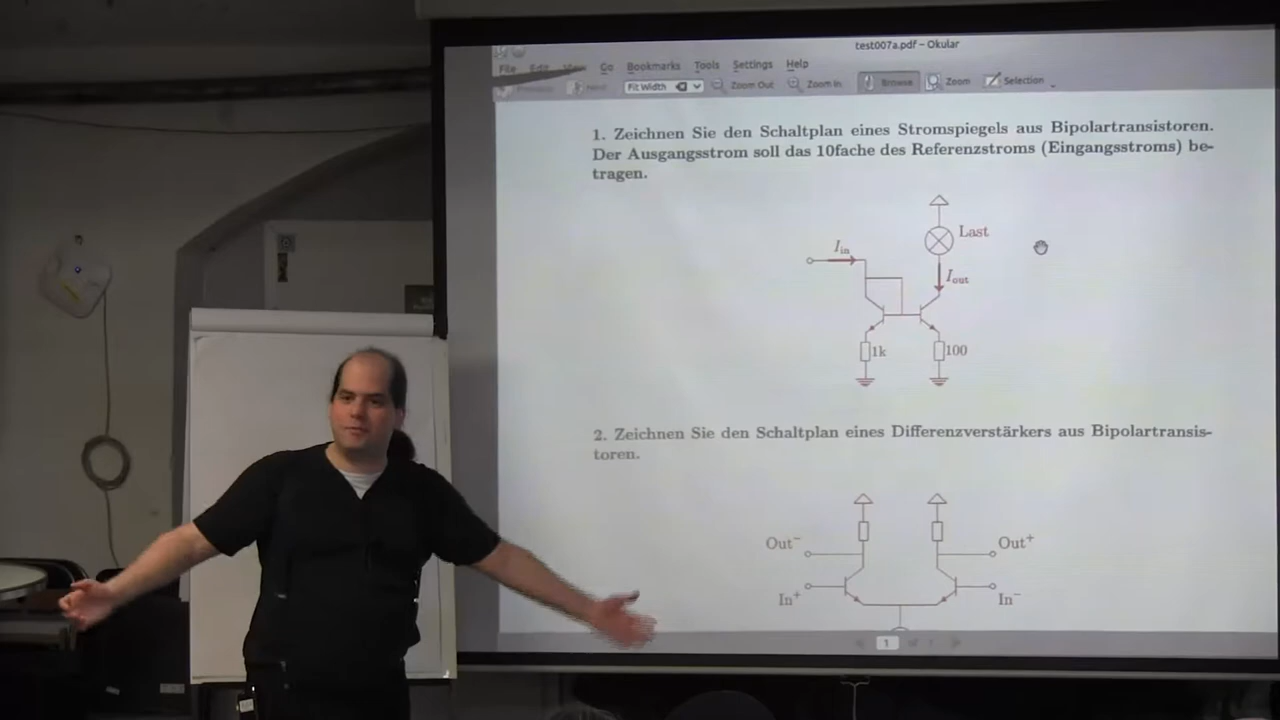 test007a.pdf – Okular
File Edit View Go Bookmarks Tools Settings Help
Next Fit Width Zoom Out Zoom In Browse Zoom Selection
1. Zeichnen Sie den Schaltplan eines Stromspiegels aus Bipolartransistoren.
Der Ausgangsstrom soll das 10fache des Referenzstroms (Eingangsstroms) be-
tragen.
Last
Iin
Iout
1k 100
2. Zeichnen Sie den Schaltplan eines Differenzverstärkers aus Bipolartransis-
toren.
Out⁻ Out⁺
In⁺ In⁻
1